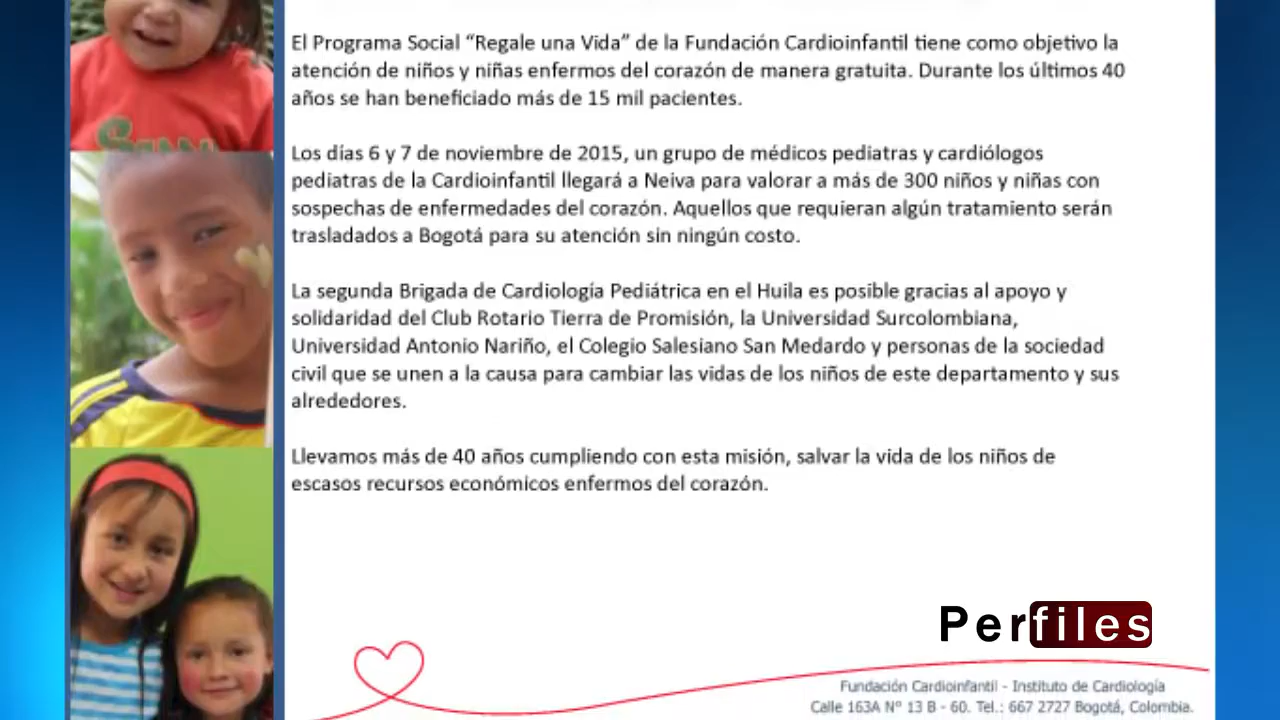 El Programa Social “Regale una Vida” de la Fundación Cardioinfantil tiene como objetivo la
atención de niños y niñas enfermos del corazón de manera gratuita. Durante los últimos 40
años se han beneficiado más de 15 mil pacientes.
Los días 6 y 7 de noviembre de 2015, un grupo de médicos pediatras y cardiólogos
pediatras de la Cardioinfantil llegará a Neiva para valorar a más de 300 niños y niñas con
sospechas de enfermedades del corazón. Aquellos que requieran algún tratamiento serán
trasladados a Bogotá para su atención sin ningún costo.
La segunda Brigada de Cardiología Pediátrica en el Huila es posible gracias al apoyo y
solidaridad del Club Rotario Tierra de Promisión, la Universidad Surcolombiana,
Universidad Antonio Nariño, el Colegio Salesiano San Medardo y personas de la sociedad
civil que se unen a la causa para cambiar las vidas de los niños de este departamento y sus
alrededores.
Llevamos más de 40 años cumpliendo con esta misión, salvar la vida de los niños de
escasos recursos económicos enfermos del corazón.
Perfiles
Fundación Cardioinfantil - Instituto de Cardiología
Calle 163A Nº 13 B - 60. Tel.: 667 2727 Bogotá, Colombia.